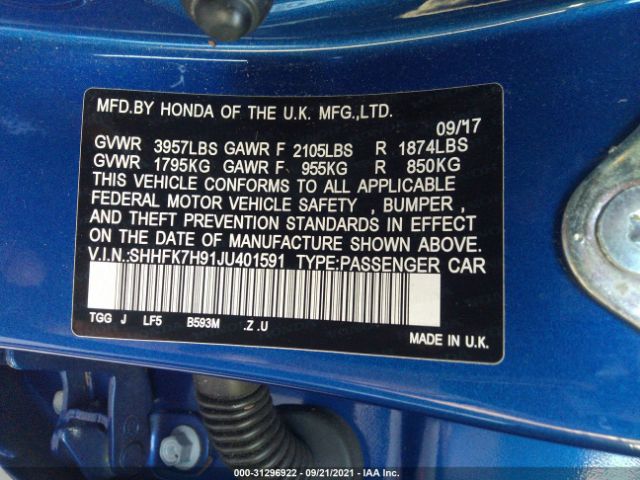 MFD.BY HONDA OF THE U.K. MFG.,LTD.
09/17
GVWR 3957LBS GAWR F 2105LBS R 1874LBS
GVWR 1795KG GAWR F 955KG R 850KG
THIS VEHICLE CONFORMS TO ALL APPLICABLE
FEDERAL MOTOR VEHICLE SAFETY , BUMPER ,
AND THEFT PREVENTION STANDARDS IN EFFECT
ON THE DATE OF MANUFACTURE SHOWN ABOVE.
V.I.N.:SHHFK7H91JU401591 TYPE:PASSENGER CAR
TGG J LF5 B593M .Z .U
MADE IN U.K.
000-31296922 - 09/21/2021 - IAA Inc.